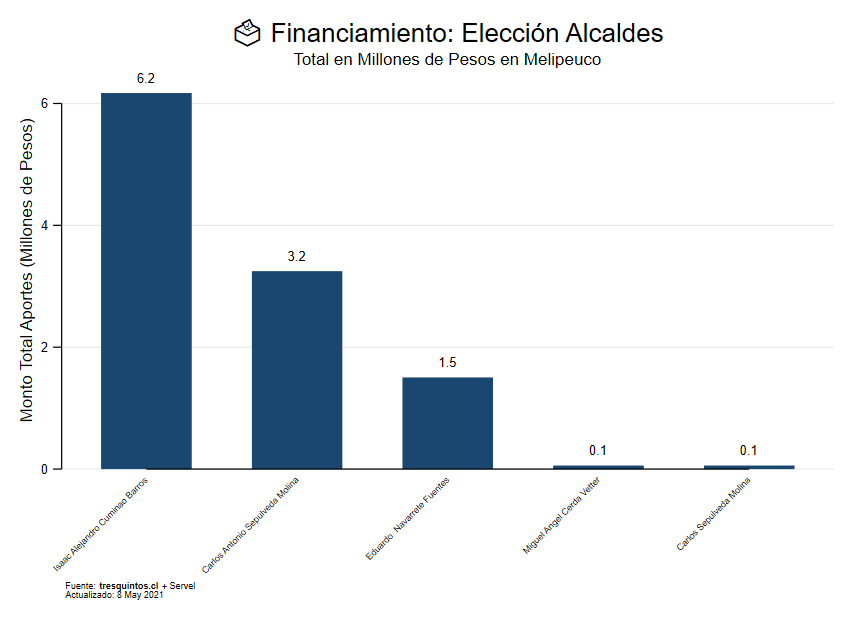 Financiamiento: Elección Alcaldes
Total en Millones de Pesos en Melipeuco
Monto Total Aportes (Millones de Pesos)
6
4
2
0
6.2
3.2
1.5
0.1
0.1
Isaac Alejandro Cuminao Barros
Carlos Antonio Sepulveda Molina
Eduardo  Navarrete Fuentes
Miguel Angel Cerda Vetter
Carlos Sepulveda Molina
Fuente: tresquintos.cl + Servel
Actualizado: 8 May 2021